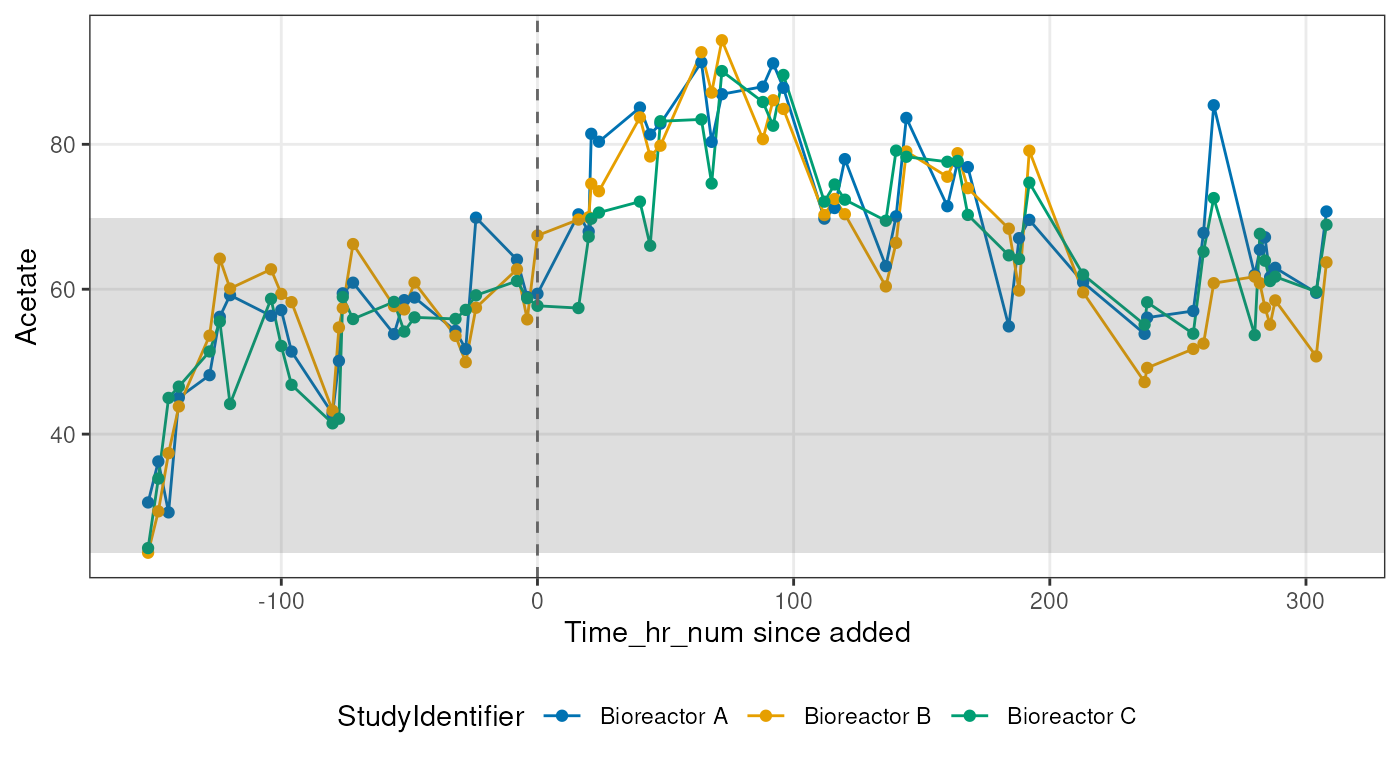 80
60
40
Acetate
-100 0 100 200 300
Time_hr_num since added
StudyIdentifier Bioreactor A Bioreactor B Bioreactor C